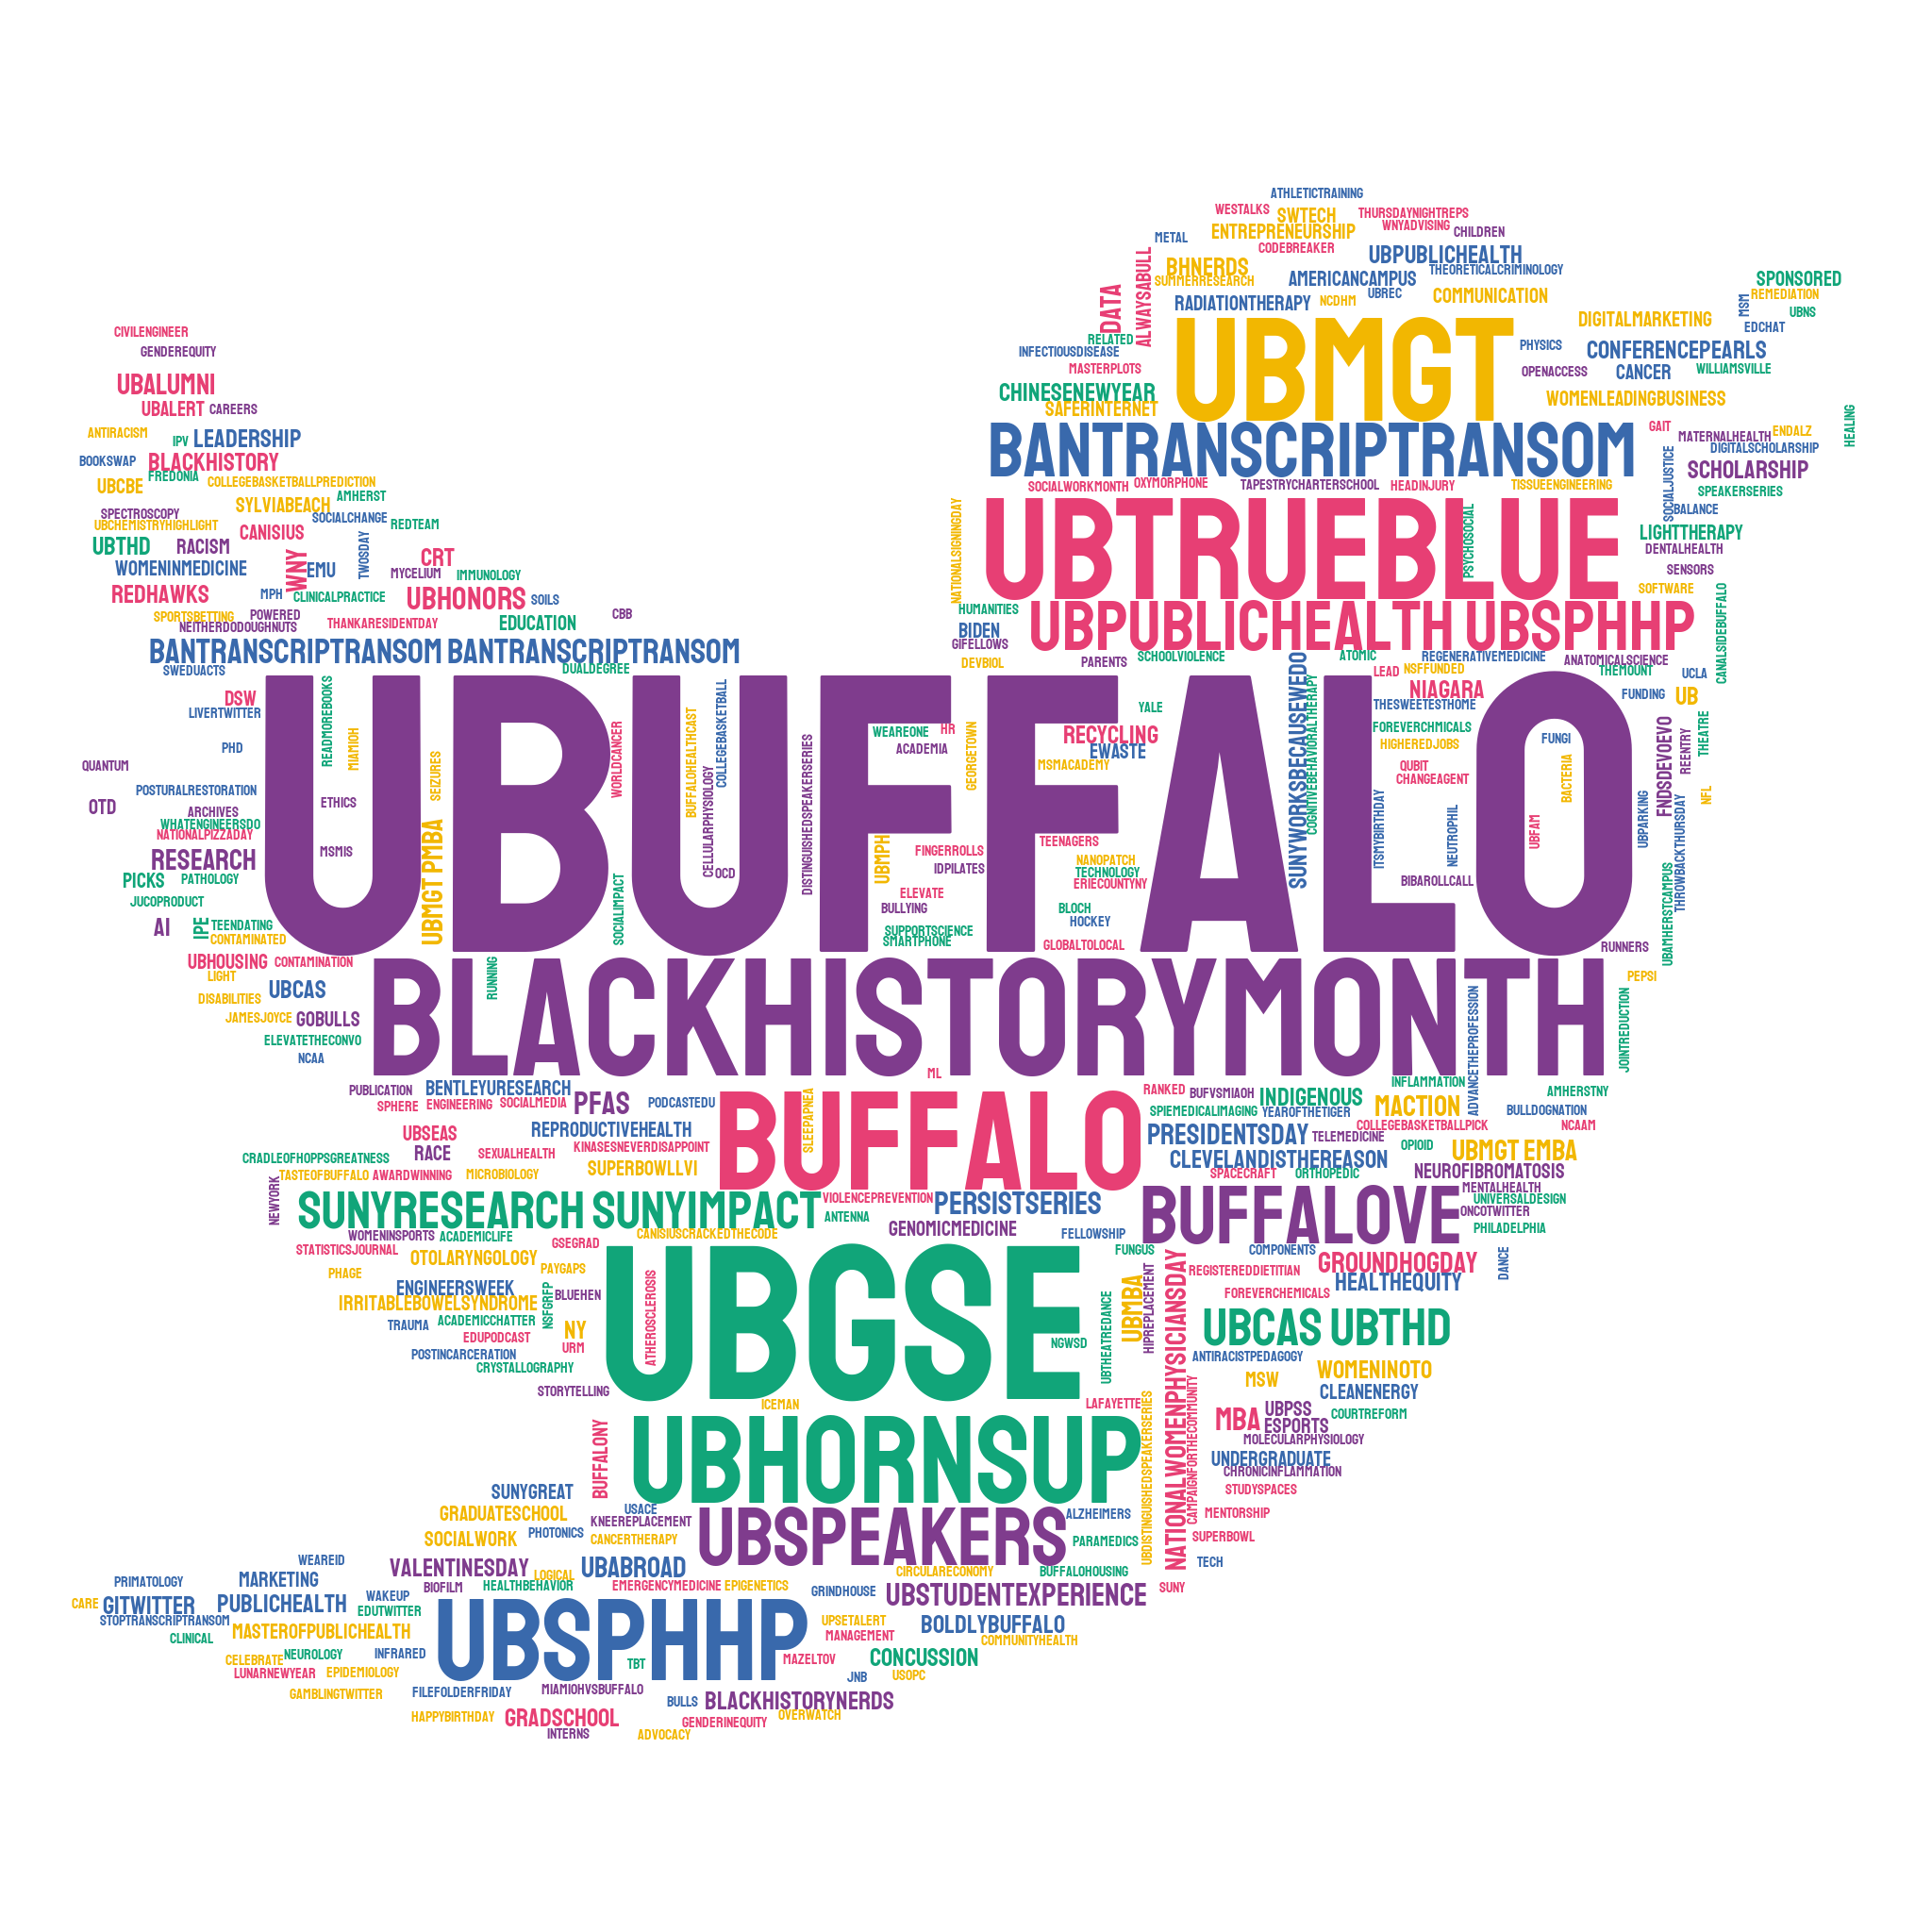 ATHLETICTRAINING
WESTALKS
SWTECH
THURSDAYNIGHTREPS
ENTREPRENEURSHIP
WNYADVISING
CHILDREN
METAL
CODEBREAKER
UBPUBLICHEALTH
ALWAYSABULL
BHNERDS
SUMMERRESEARCH
AMERICANCAMPUS
THEORETICALCRIMINOLOGY
SPONSORED
DATA
RADIATIONTHERAPY
NCDHM
UBREC
COMMUNICATION
REMEDIATION
MSM
UBNS
DIGITALMARKETING
EDCHAT
CIVILENGINEER
RELATED
UBMGT
PHYSICS
GENDEREQUITY
INFECTIOUSDISEASE
CONFERENCEPEARLS
MASTERPLOTS
OPENACCESS
CANCER
WILLIAMSVILLE
UBALUMNI
CHINESENEWYEAR
WOMENLEADINGBUSINESS
UBALERT
CAREERS
SAFERINTERNET
HEALING
ANTIRACISM
IPV
LEADERSHIP
BANTRANSCRIPTRANSOM
GAIT
MATERNALHEALTH
ENDALZ
DIGITALSCHOLARSHIP
BOOKSWAP
BLACKHISTORY
SOCIALJUSTICE
SCHOLARSHIP
FREDONIA
COLLEGEBASKETBALLPREDICTION
UBCBE
SOCIALWORKMONTH
OXYMORPHONE
TAPESTRYCHARTERSCHOOL
HEADINJURY
TISSUEENGINEERING
SPEAKERSERIES
SYLVIABEACH
AMHERST
BALANCE
SPECTROSCOPY
SOCIALCHANGE
UBCHEMISTRYHIGHLIGHT
REDTEAM
NATIONALSIGNINGDAY
UBTRUEBLUE
PSYCHOSOCIAL
LIGHTTHERAPY
CANISIUS
UBTHD
RACISM
TWOSDAY
CRT
DENTALHEALTH
WOMENINMEDICINE
WNY
EMU
MYCELIUM
IMMUNOLOGY
SENSORS
REDHAWKS
MPH
CLINICALPRACTICE
UBHONORS
SOILS
SOFTWARE
SPORTSBETTING
POWERED
CBB
HUMANITIES
CANALSIDEBUFFALO
NEITHERDODOUGHNUTS
THANKARESIDENTDAY
EDUCATION
BIDEN
UBPUBLICHEALTH UBSPHHP
BANTRANSCRIPTRANSOM BANTRANSCRIPTRANSOM
GIFELLOWS
DEVBIOL
PARENTS
SCHOOLVIOLENCE
ATOMIC
REGENERATIVEMEDICINE
ANATOMICALSCIENCE
SWEDUACTS
DUALDEGREE
LEAD
NSFFUNDED
THEMOUNT
UCLA
DSW
NIAGARA
FUNDING
UB
LIVERTWITTER
READMOREBOOKS
MIAMIOH
SEIZURES
WORLDCANCER
BUFFALOHEALTHCAST
COLLEGEBASKETBALL
CELLULARPHYSIOLOGY
DISTINGUISHEDSPEAKERSERIES
YALE
SUNYWORKSBECAUSEWEDO
COGNITIVEBEHAVIORALTHERAPY
THESWEETESTHOME
FOREVERCHMICALS
HIGHEREDJOBS
FNDSDEVOEVO
REENTRY
THEATRE
PHD
WEAREONE
HR
ACADEMIA
GEORGETOWN
RECYCLING
EWASTE
MSMACADEMY
FUNGI
BACTERIA
QUANTUM
QUBIT
CHANGEAGENT
POSTURALRESTORATION
NFL
OTD
ARCHIVES
ETHICS
UBUFFALO
WHATENGINEERSDO
NATIONALPIZZADAY
ITSMYBIRTHDAY
NEUTROPHIL
UBFAM
UBPARKING
THROWBACKTHURSDAY
RESEARCH
MSMIS
UBMGT PMBA
UBMPH
FINGERROLLS
TEENAGERS
IDPILATES
NANOPATCH
TECHNOLOGY
ERIECOUNTYNY
PICKS
PATHOLOGY
OCD
BIBAROLLCALL
JUCOPRODUCT
SOCIALIMPACT
ELEVATE
BULLYING
BLOCH
HOCKEY
UBAMHERSTCAMPUS
AI
IPE
TEENDATING
CONTAMINATED
SUPPORTSCIENCE
SMARTPHONE
GLOBALTOLOCAL
RUNNERS
UBHOUSING
CONTAMINATION
LIGHT
RUNNING
PEPSI
DISABILITIES
UBCAS
BLACKHISTORYMONTH
ADVANCETHEPROFESSION
JOINTREDUCTION
JAMESJOYCE
GOBULLS
ELEVATETHECONVO
NCAA
ML
PUBLICATION
BENTLEYURESEARCH
RANKED
BUFVSMIAOH
INDIGENOUS
INFLAMMATION
AMHERSTNY
SPHERE
ENGINEERING
SOCIALMEDIA
PFAS
PODCASTEDU
BUFFALO
SLEEPAPNEA
SPIEMEDICALIMAGING
YEAROFTHETIGER
MACTION
BULLDOGNATION
UBSEAS
REPRODUCTIVEHEALTH
COLLEGEBASKETBALLPICK
NCAAM
PRESIDENTSDAY
TELEMEDICINE
OPIOID
RACE
SEXUALHEALTH
KINASESNEVERDISAPPOINT
UBMGT EMBA
CRADLEOFHOPPSGREATNESS
CLEVELANDISTHEREASON
TASTEOFBUFFALO
AWARDWINNING
MICROBIOLOGY
SUPERBOWLLVI
SPACECRAFT
ORTHOPEDIC
NEUROFIBROMATOSIS
NEWYORK
SUNYRESEARCH SUNYIMPACT
VIOLENCEPREVENTION
PERSISTSERIES
BUFFALOVE
MENTALHEALTH
UNIVERSALDESIGN
ANTENNA
ONCOTWITTER
WOMENINSPORTS
ACADEMICLIFE
CANISIUSCRACKEDTHECODE
GENOMICMEDICINE
FELLOWSHIP
PHILADELPHIA
STATISTICSJOURNAL
GSEGRAD
FUNGUS
COMPONENTS
OTOLARYNGOLOGY
PAYGAPS
GROUNDHOGDAY
DANCE
PHAGE
REGISTEREDDIETITIAN
ENGINEERSWEEK
NSFGRFP
BLUEHEN
UBGSE
ATHEROSCLEROSIS
HEALTHEQUITY
IRRITABLEBOWELSYNDROME
UBTHEATREDANCE
UBMBA
HIPREPLACEMENT
NATIONALWOMENPHYSICIANSDAY
FOREVERCHEMICALS
TRAUMA
ACADEMICCHATTER
NY
UBCAS UBTHD
EDUPODCAST
URM
NGWSD
POSTINCARCERATION
ANTIRACISTPEDAGOGY
CRYSTALLOGRAPHY
WOMENINOTO
STORYTELLING
MSW
CLEANENERGY
ICEMAN
LAFAYETTE
UBDISTINGUISHEDSPEAKERSERIES
CAMPAIGNFORTHECOMMUNITY
MBA
UBPSS
ESPORTS
COURTREFORM
BUFFALONY
UBHORNSUP
MOLECULARPHYSIOLOGY
UNDERGRADUATE
CHRONICINFLAMMATION
SUNYGREAT
STUDYSPACES
GRADUATESCHOOL
USACE
KNEEREPLACEMENT
UBSPEAKERS
ALZHEIMERS
MENTORSHIP
SOCIALWORK
PHOTONICS
CANCERTHERAPY
PARAMEDICS
SUPERBOWL
WEAREID
VALENTINESDAY
LOGICAL
UBABROAD
CIRCULARECONOMY
BUFFALOHOUSING
TECH
PRIMATOLOGY
MARKETING
BIOFILM
HEALTHBEHAVIOR
EMERGENCYMEDICINE
EPIGENETICS
GRINDHOUSE
UBSTUDENTEXPERIENCE
SUNY
CARE
GITWITTER
PUBLICHEALTH
WAKEUP
EDUTWITTER
STOPTRANSCRIPTRANSOM
UBSPHHP
UPSETALERT
BOLDLYBUFFALO
CLINICAL
MASTEROFPUBLICHEALTH
MANAGEMENT
COMMUNITYHEALTH
CELEBRATE
NEUROLOGY
INFRARED
TBT
MAZELTOV
CONCUSSION
LUNARNEWYEAR
EPIDEMIOLOGY
JNB
USOPC
GAMBLINGTWITTER
FILEFOLDERFRIDAY
MIAMIOHVSBUFFALO
BULLS
BLACKHISTORYNERDS
HAPPYBIRTHDAY
GRADSCHOOL
GENDERINEQUITY
OVERWATCH
INTERNS
ADVOCACY